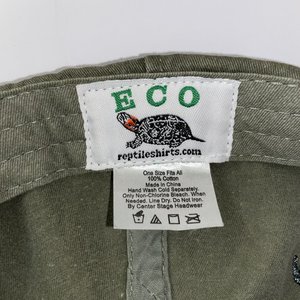 ECO
reptileshirts.com
One Size Fits All
100% Cotton
Made in China
Hand Wash Cold Separately.
Only Non-Chlorine Bleach. When
Needed. Line Dry. Do Not Iron.
By Center Stage Headwear